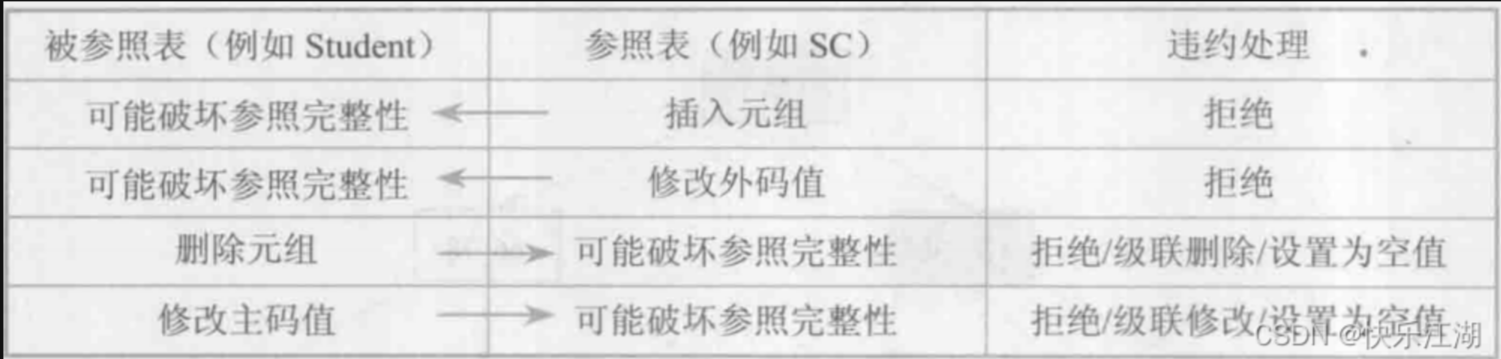 被参照表（例如 Student） 参照表（例如 SC） 违约处理
可能破坏参照完整性 插入元组 拒绝
可能破坏参照完整性 修改外码值 拒绝
删除元组 可能破坏参照完整性 拒绝/级联删除/设置为空值
修改主码值 可能破坏参照完整性 拒绝/级联修改/设置为空值
CSDN @快乐江湖